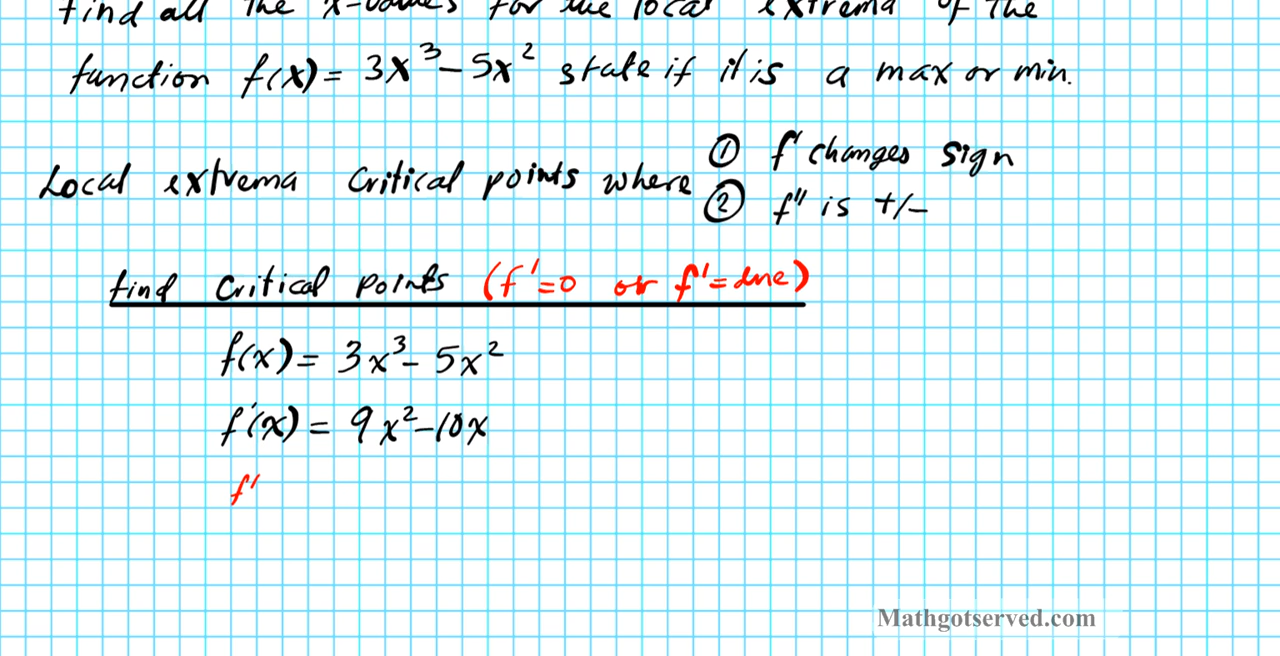 find all the x-values for the local extrema of the
function f(x) = 3x³ - 5x² state if it is a max or min.
Local extrema Critical points where ① f' changes sign
② f'' is +/-
find Critical Points (f'=0 or f'=dne)
f(x) = 3x³ - 5x²
f'(x) = 9x² - 10x
f'
Mathgotserved.com